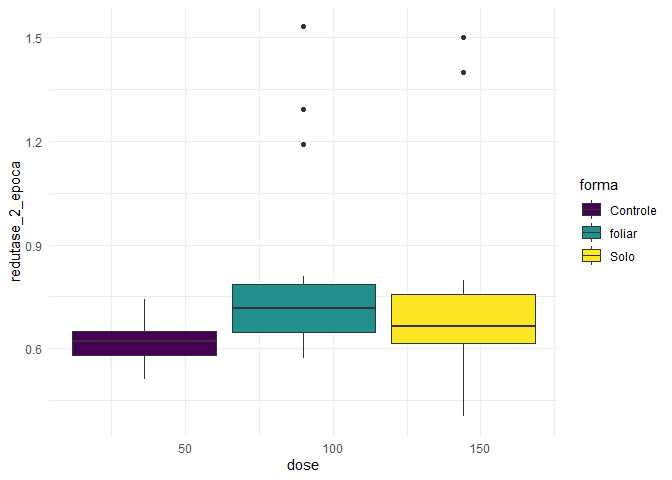 1.5
1.2
0.9
0.6
redutase_2_epoca
50
100
150
dose
forma
Controle
foliar
Solo